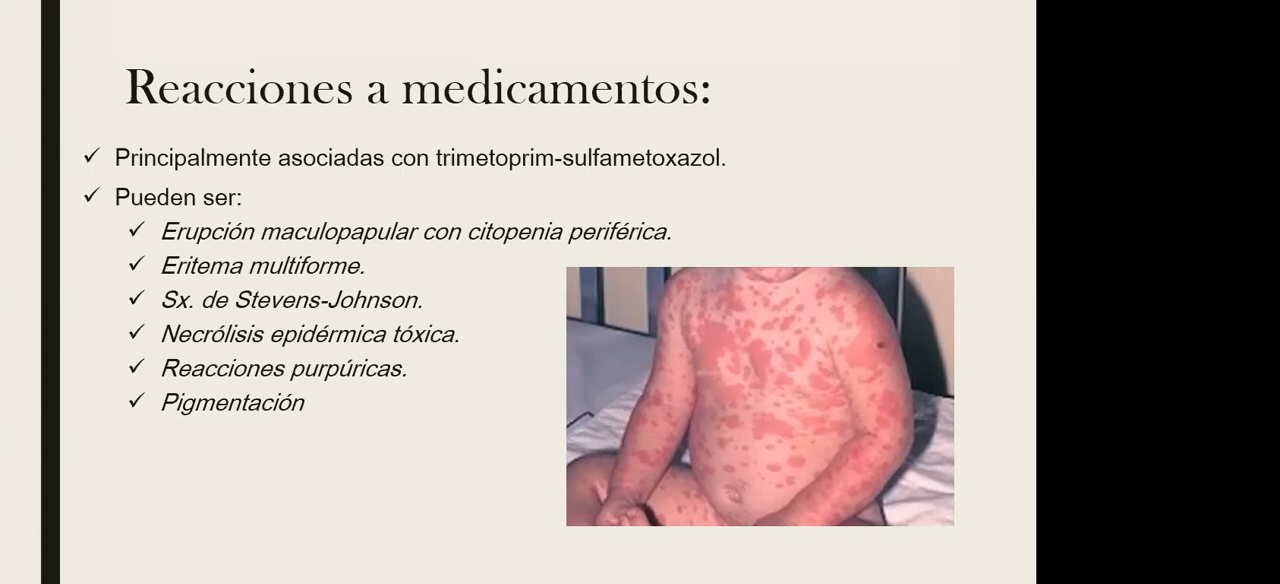 Reacciones a medicamentos:
Principalmente asociadas con trimetoprim-sulfametoxazol.
Pueden ser:
Erupción maculopapular con citopenia periférica.
Eritema multiforme.
Sx. de Stevens-Johnson.
Necrólisis epidérmica tóxica.
Reacciones purpúricas.
Pigmentación